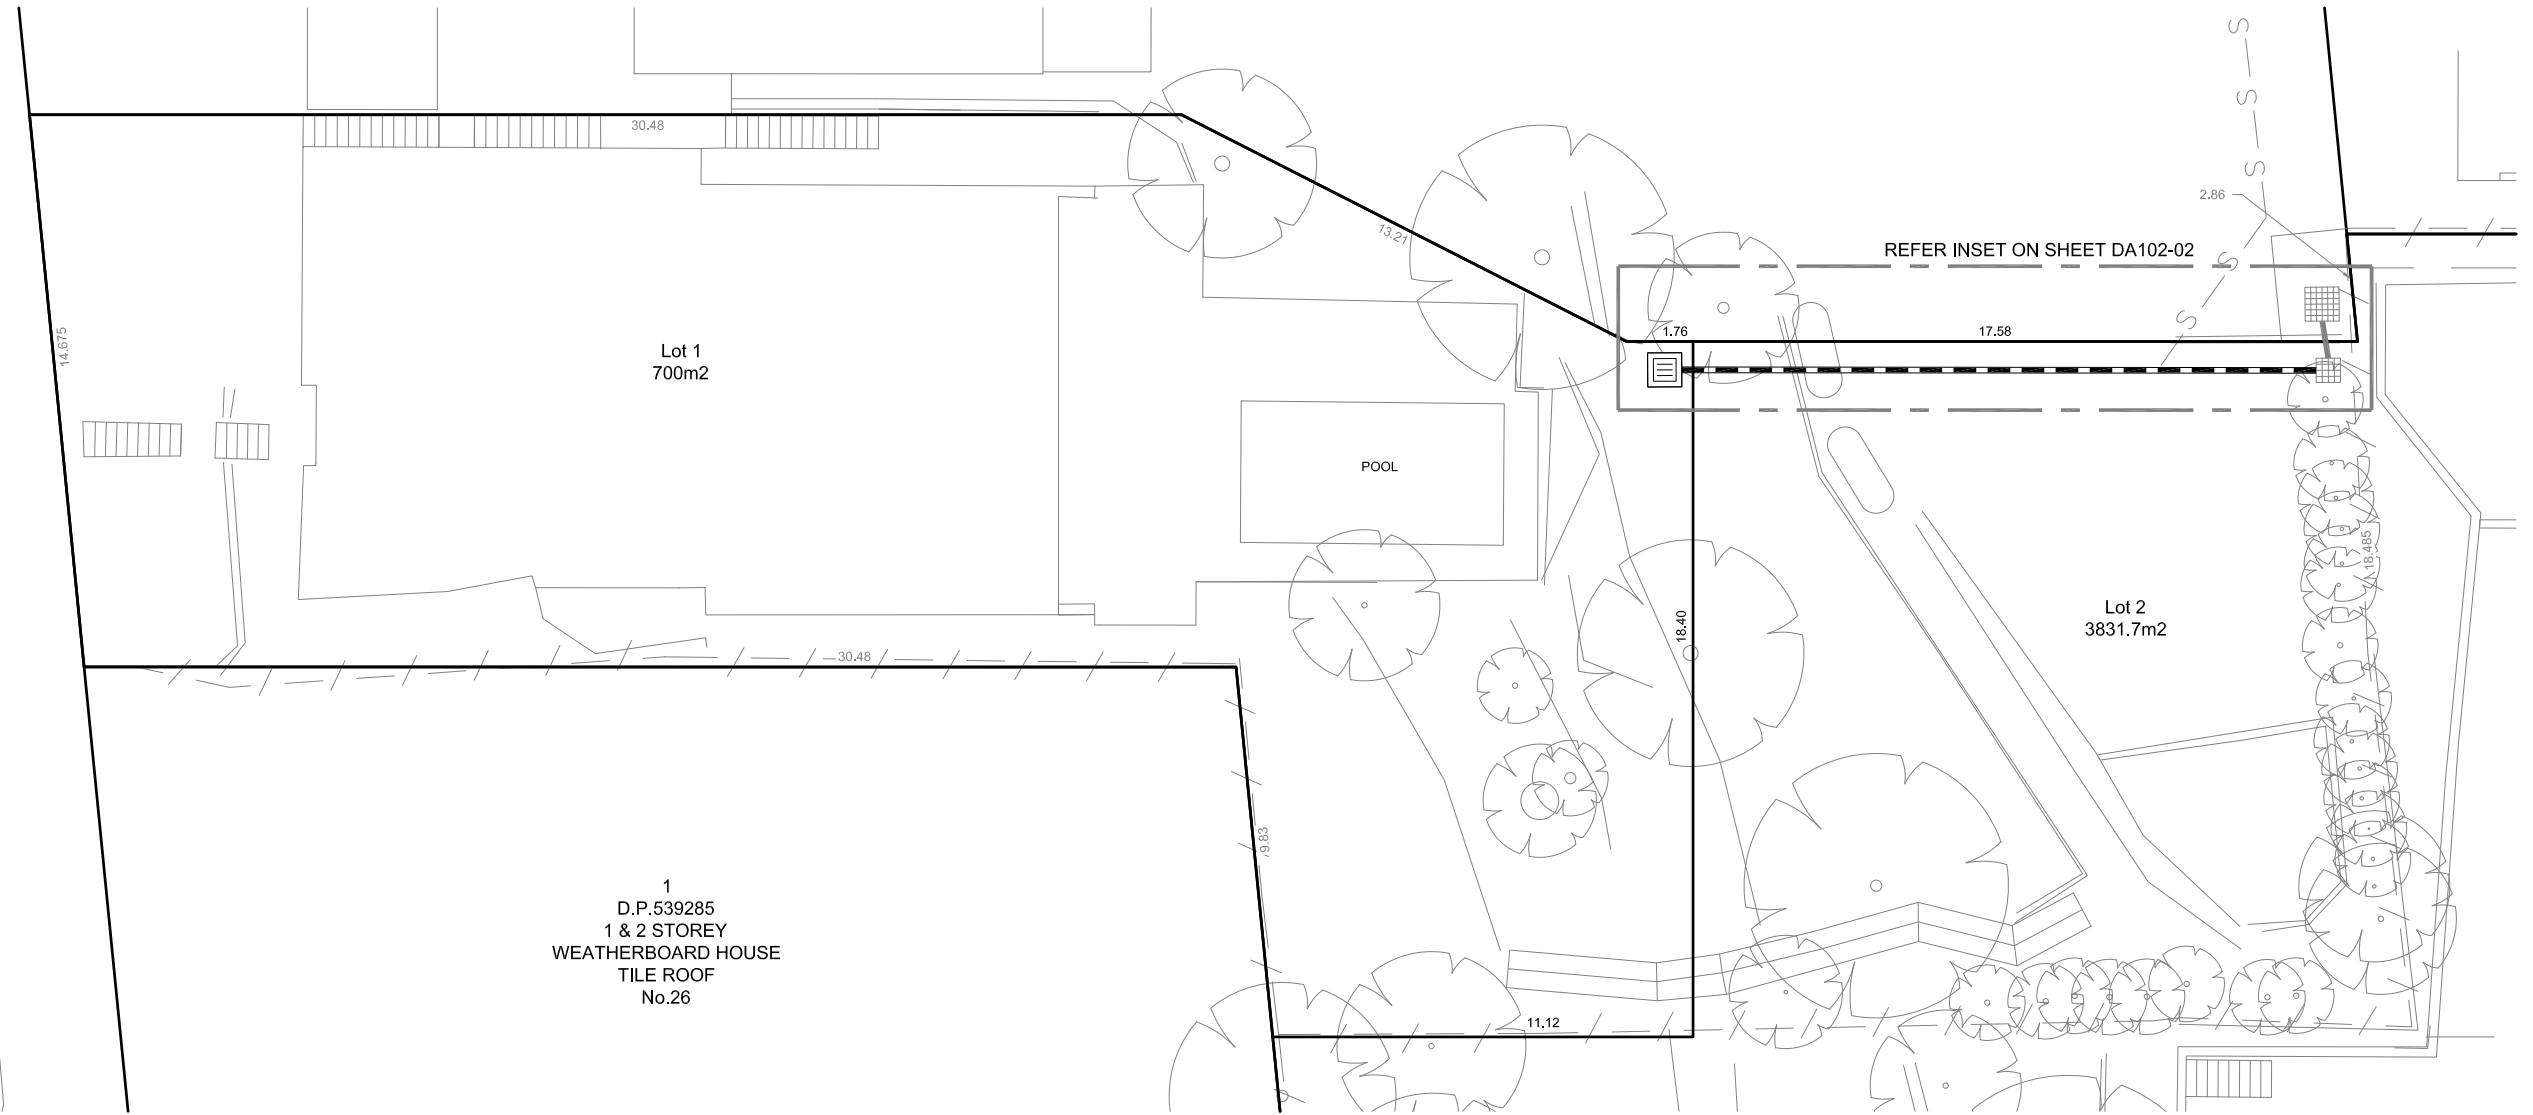 S
S
S
S
S
S
30.48
2.86
13.21
REFER INSET ON SHEET DA102-02
1.76
17.58
14.675
Lot 1
700m2
POOL
18.485
Lot 2
3831.7m2
18.40
30.48
9.83
1
D.P.539285
1 & 2 STOREY
WEATHERBOARD HOUSE
TILE ROOF
No.26
11.12